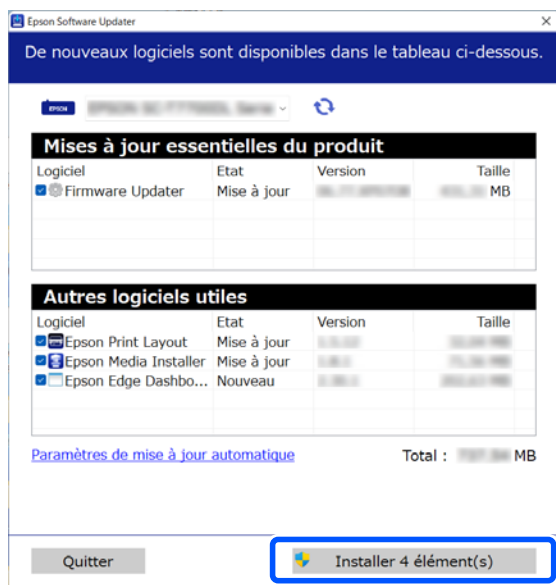 Epson Software Updater
De nouveaux logiciels sont disponibles dans le tableau ci-dessous.
EPSON
Mises à jour essentielles du produit
Logiciel Etat Version Taille
Firmware Updater Mise à jour MB
Autres logiciels utiles
Logiciel Etat Version Taille
Epson Print Layout Mise à jour
Epson Media Installer Mise à jour
Epson Edge Dashbo... Nouveau
Paramètres de mise à jour automatique Total : MB
Quitter Installer 4 élément(s)